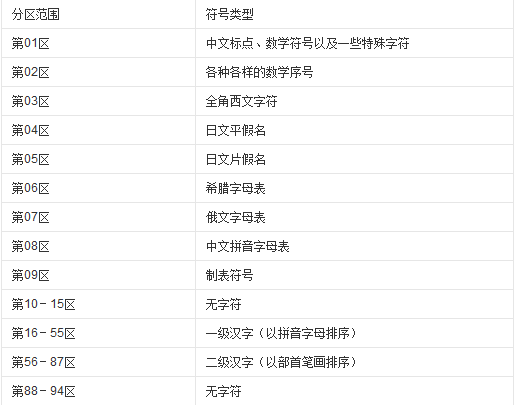 分区范围 符号类型
第01区 中文标点、数学符号以及一些特殊字符
第02区 各种各样的数学序号
第03区 全角西文字符
第04区 日文平假名
第05区 日文片假名
第06区 希腊字母表
第07区 俄文字母表
第08区 中文拼音字母表
第09区 制表符号
第10-15区 无字符
第16-55区 一级汉字（以拼音字母排序）
第56-87区 二级汉字（以部首笔画排序）
第88-94区 无字符